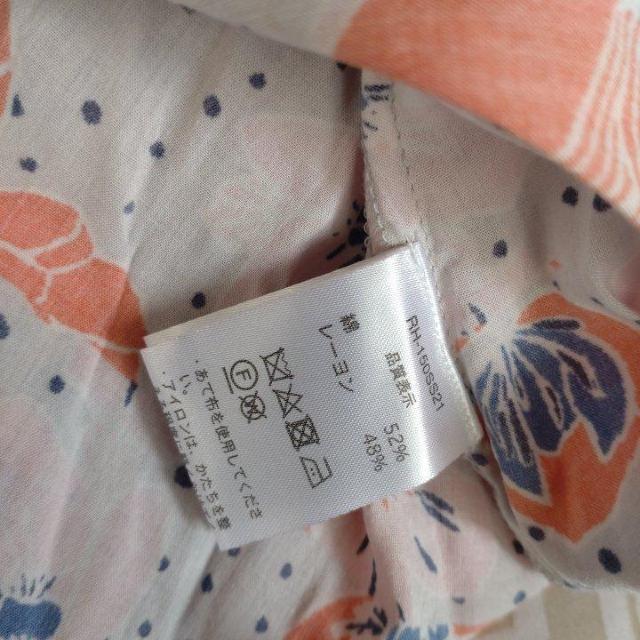 RH-150SS21
品質表示
綿 52%
レーヨン 48%
F
・あて布を使用してくださ
い。
・アイロンは、かたちを整